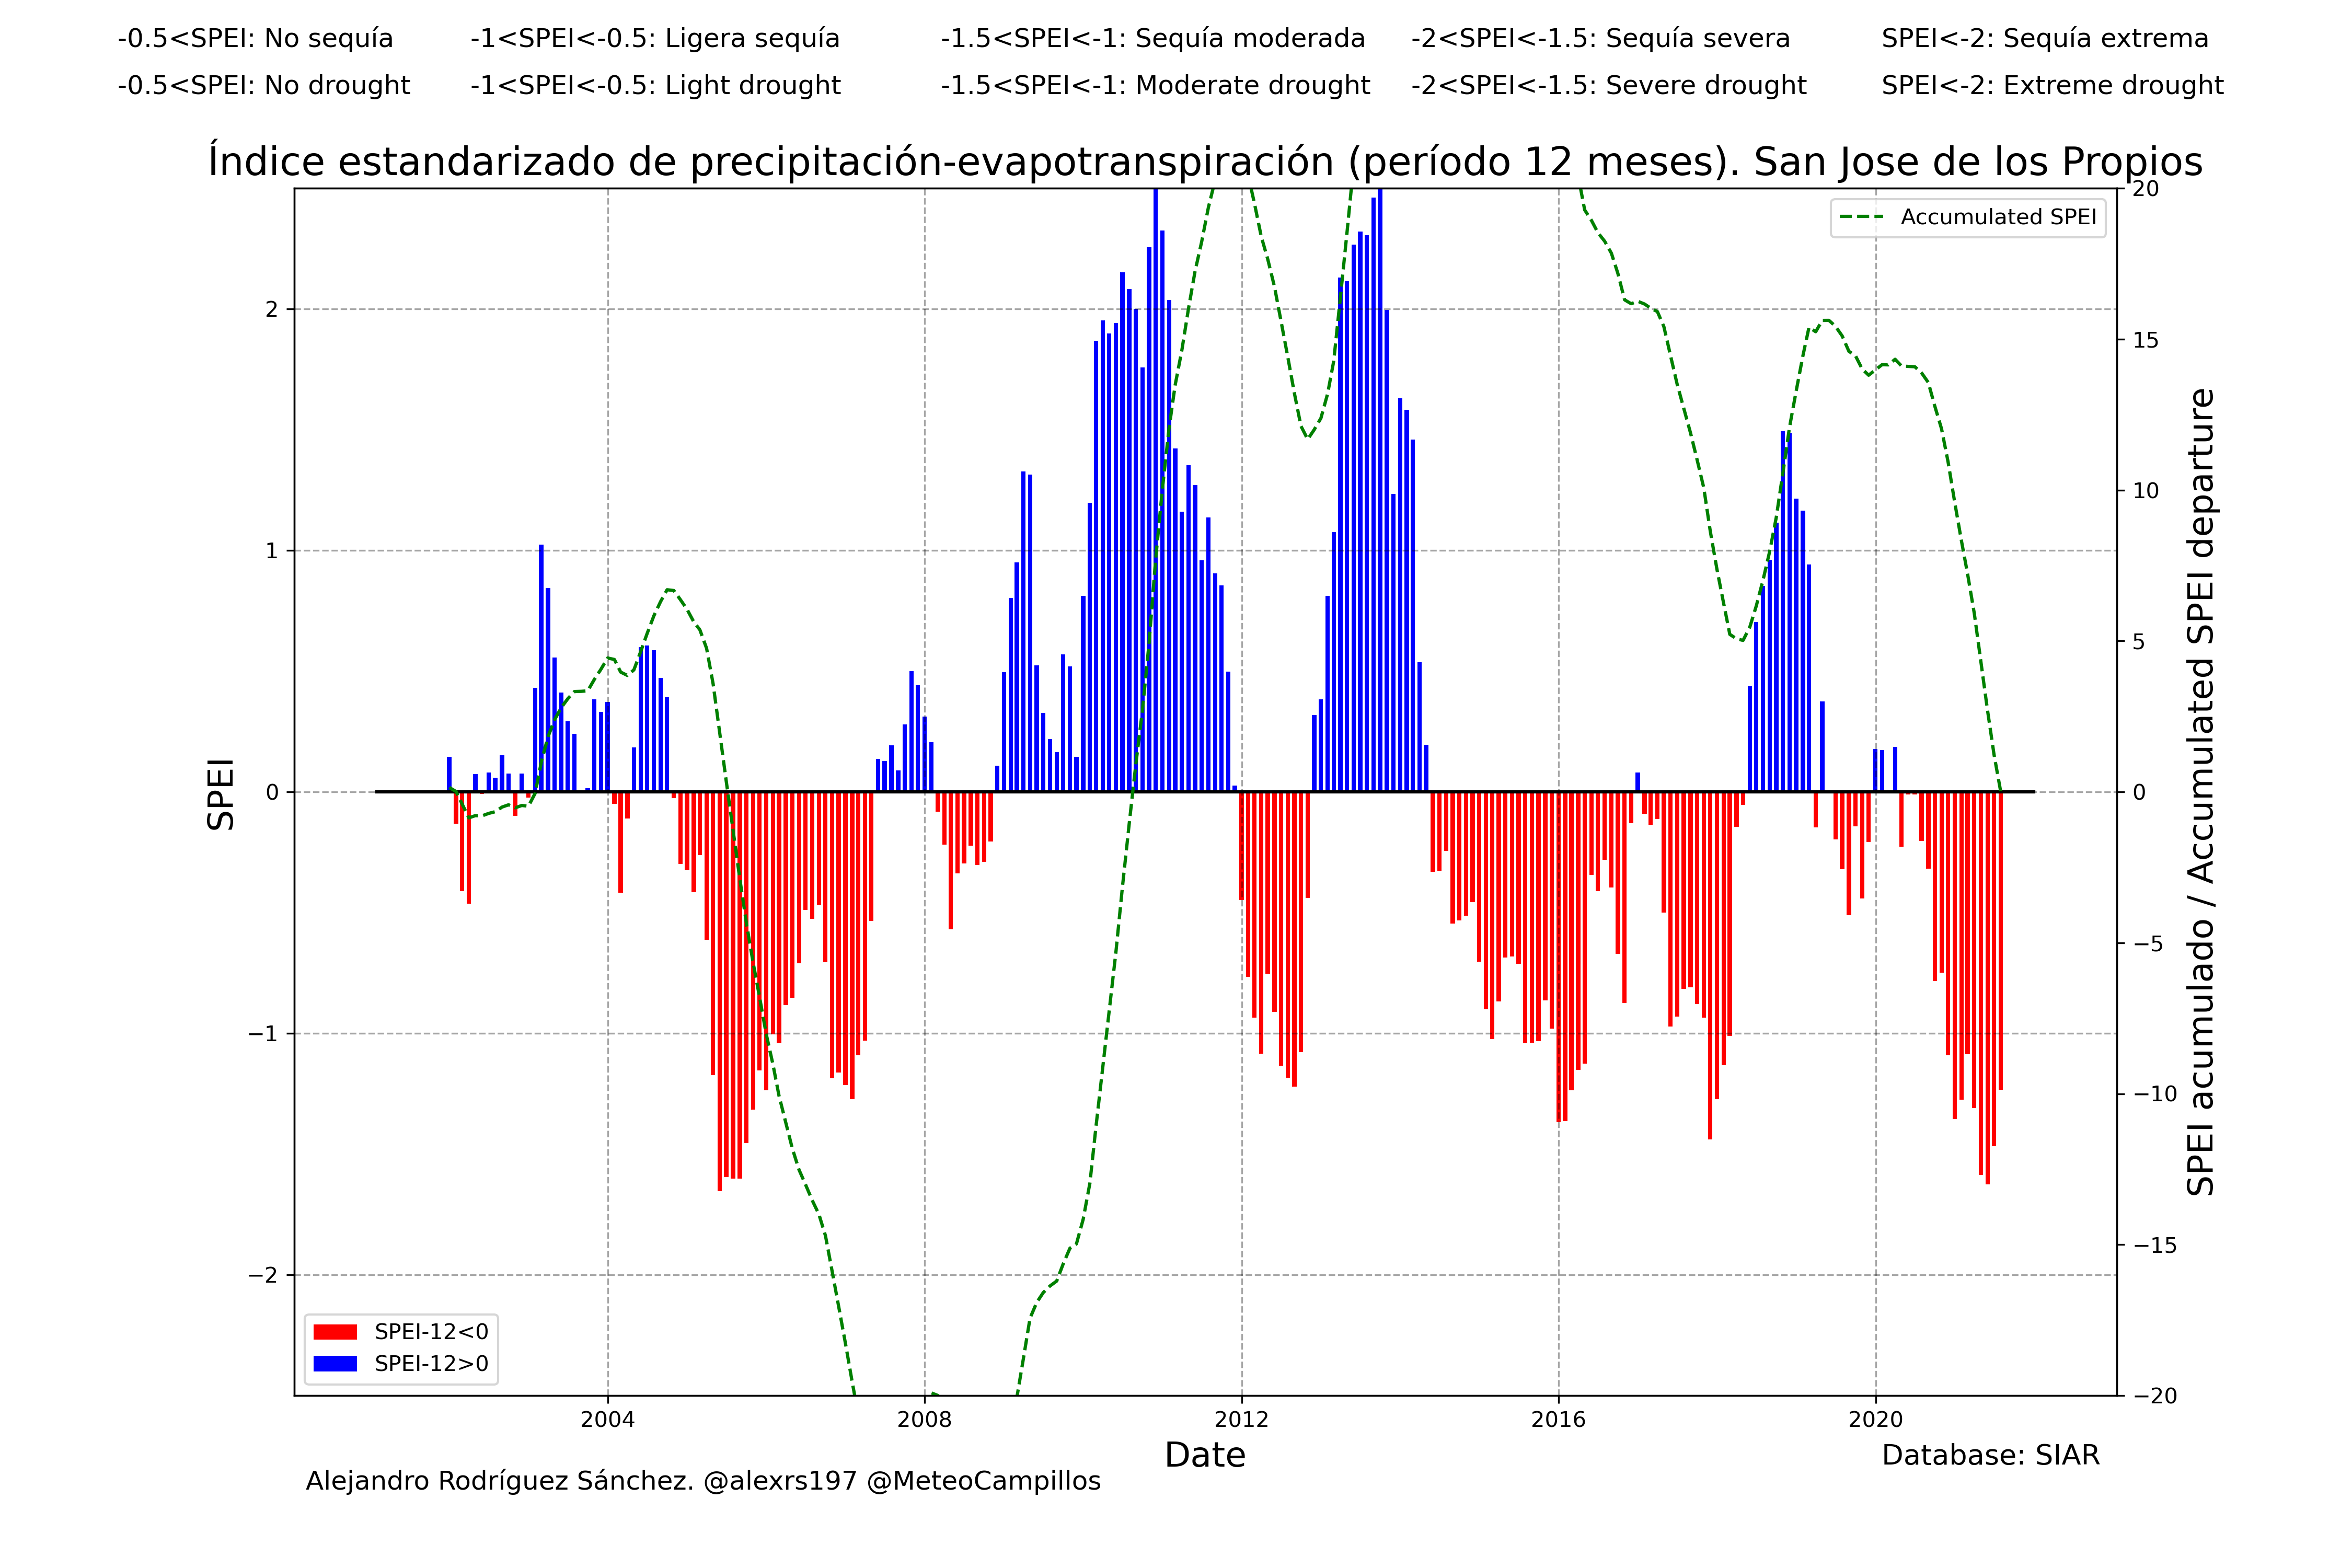 -0.5<SPEI: No sequía -1<SPEI<-0.5: Ligera sequía -1.5<SPEI<-1: Sequía moderada -2<SPEI<-1.5: Sequía severa SPEI<-2: Sequía extrema
-0.5<SPEI: No drought -1<SPEI<-0.5: Light drought -1.5<SPEI<-1: Moderate drought -2<SPEI<-1.5: Severe drought SPEI<-2: Extreme drought
Índice estandarizado de precipitación-evapotranspiración (período 12 meses). San Jose de los Propios
SPEI
2
1
0
−1
−2
20
15
10
5
0
−5
−10
−15
−20
SPEI acumulado / Accumulated SPEI departure
Accumulated SPEI
SPEI-12<0
SPEI-12>0
2004 2008 2012 2016 2020
Date
Database: SIAR
Alejandro Rodríguez Sánchez. @alexrs197 @MeteoCampillos